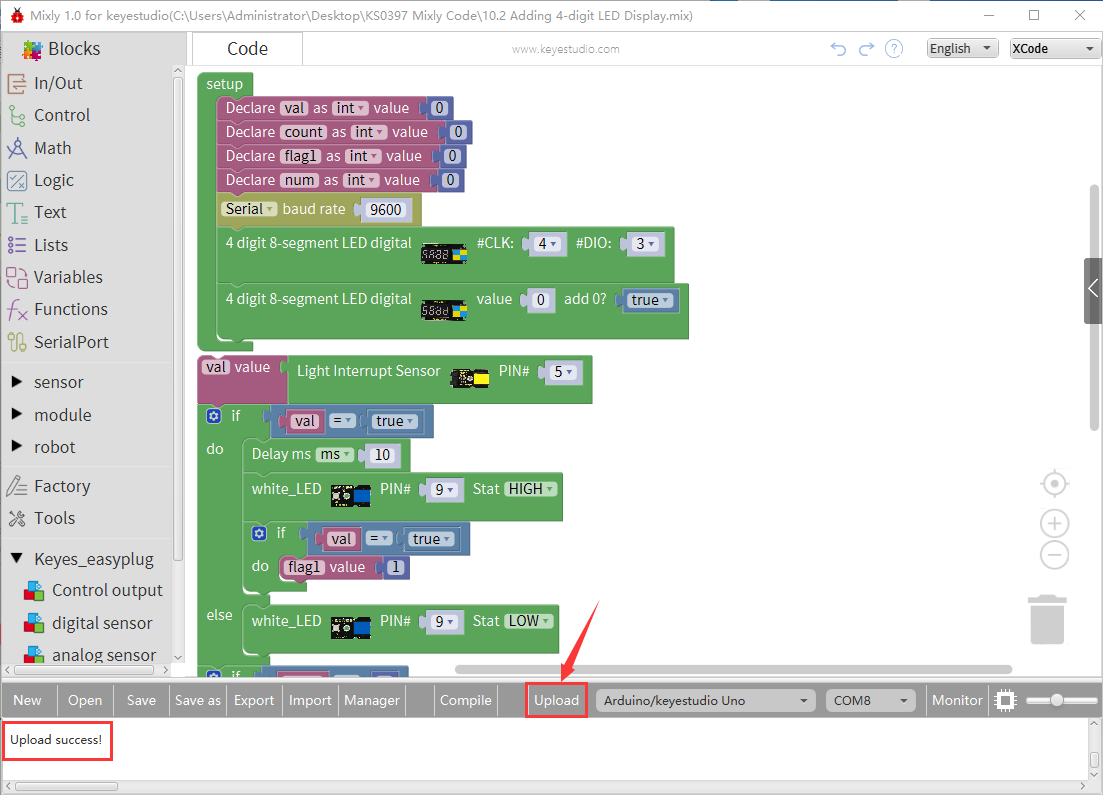 Mixly 1.0 for keyestudio(C:\Users\Administrator\Desktop\KS0397 Mixly Code\10.2 Adding 4-digit LED Display.mix)
Blocks
Code
www.keyestudio.com
?
English
XCode
In/Out
Control
Math
Logic
Text
Lists
Variables
Functions
SerialPort
sensor
module
robot
Factory
Tools
Keyes_easyplug
Control output
digital sensor
analog sensor
setup
Declare val as int value 0
Declare count as int value 0
Declare flag1 as int value 0
Declare num as int value 0
Serial baud rate 9600
4 digit 8-segment LED digital #CLK: 4 #DIO: 3
4 digit 8-segment LED digital value 0 add 0? true
val value Light Interrupt Sensor PIN# 5
if val = true
do Delay ms ms 10
white_LED PIN# 9 Stat HIGH
if val = true
do flag1 value 1
else white_LED PIN# 9 Stat LOW
if
New Open Save Save as Export Import Manager Compile Upload Arduino/keyestudio Uno COM8 Monitor
Upload success!